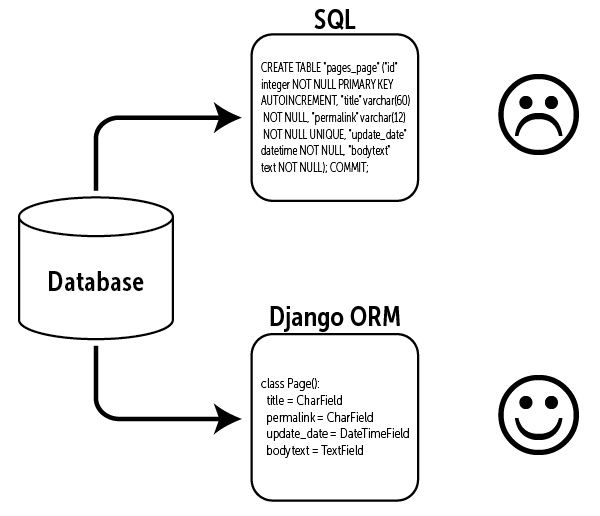 SQL
CREATE TABLE "pages_page" ("id"
integer NOT NULL PRIMARY KEY
AUTOINCREMENT, "title" varchar(60)
NOT NULL, "permalink" varchar(12)
NOT NULL UNIQUE, "update_date"
datetime NOT NULL, "bodytext"
text NOT NULL); COMMIT;
Database
Django ORM
class Page():
title = CharField
permalink = CharField
update_date = DateTimeField
bodytext = TextField